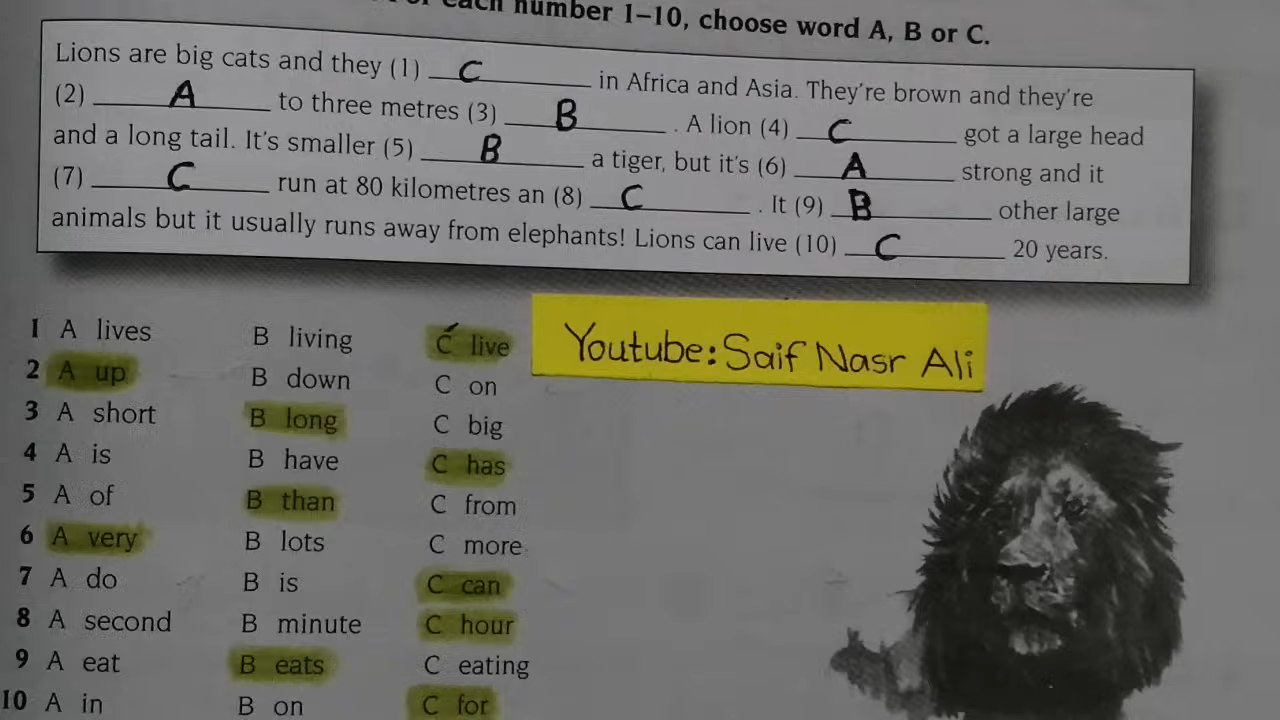 each number 1–10, choose word A, B or C.
Lions are big cats and they (1) C in Africa and Asia. They're brown and they're
(2) A to three metres (3) B . A lion (4) C got a large head
and a long tail. It's smaller (5) B a tiger, but it's (6) A strong and it
(7) C run at 80 kilometres an (8) C . It (9) B other large
animals but it usually runs away from elephants! Lions can live (10) C 20 years.
1 A lives B living C live
2 A up B down C on
3 A short B long C big
4 A is B have C has
5 A of B than C from
6 A very B lots C more
7 A do B is C can
8 A second B minute C hour
9 A eat B eats C eating
10 A in B on C for
Youtube: Saif Nasr Ali